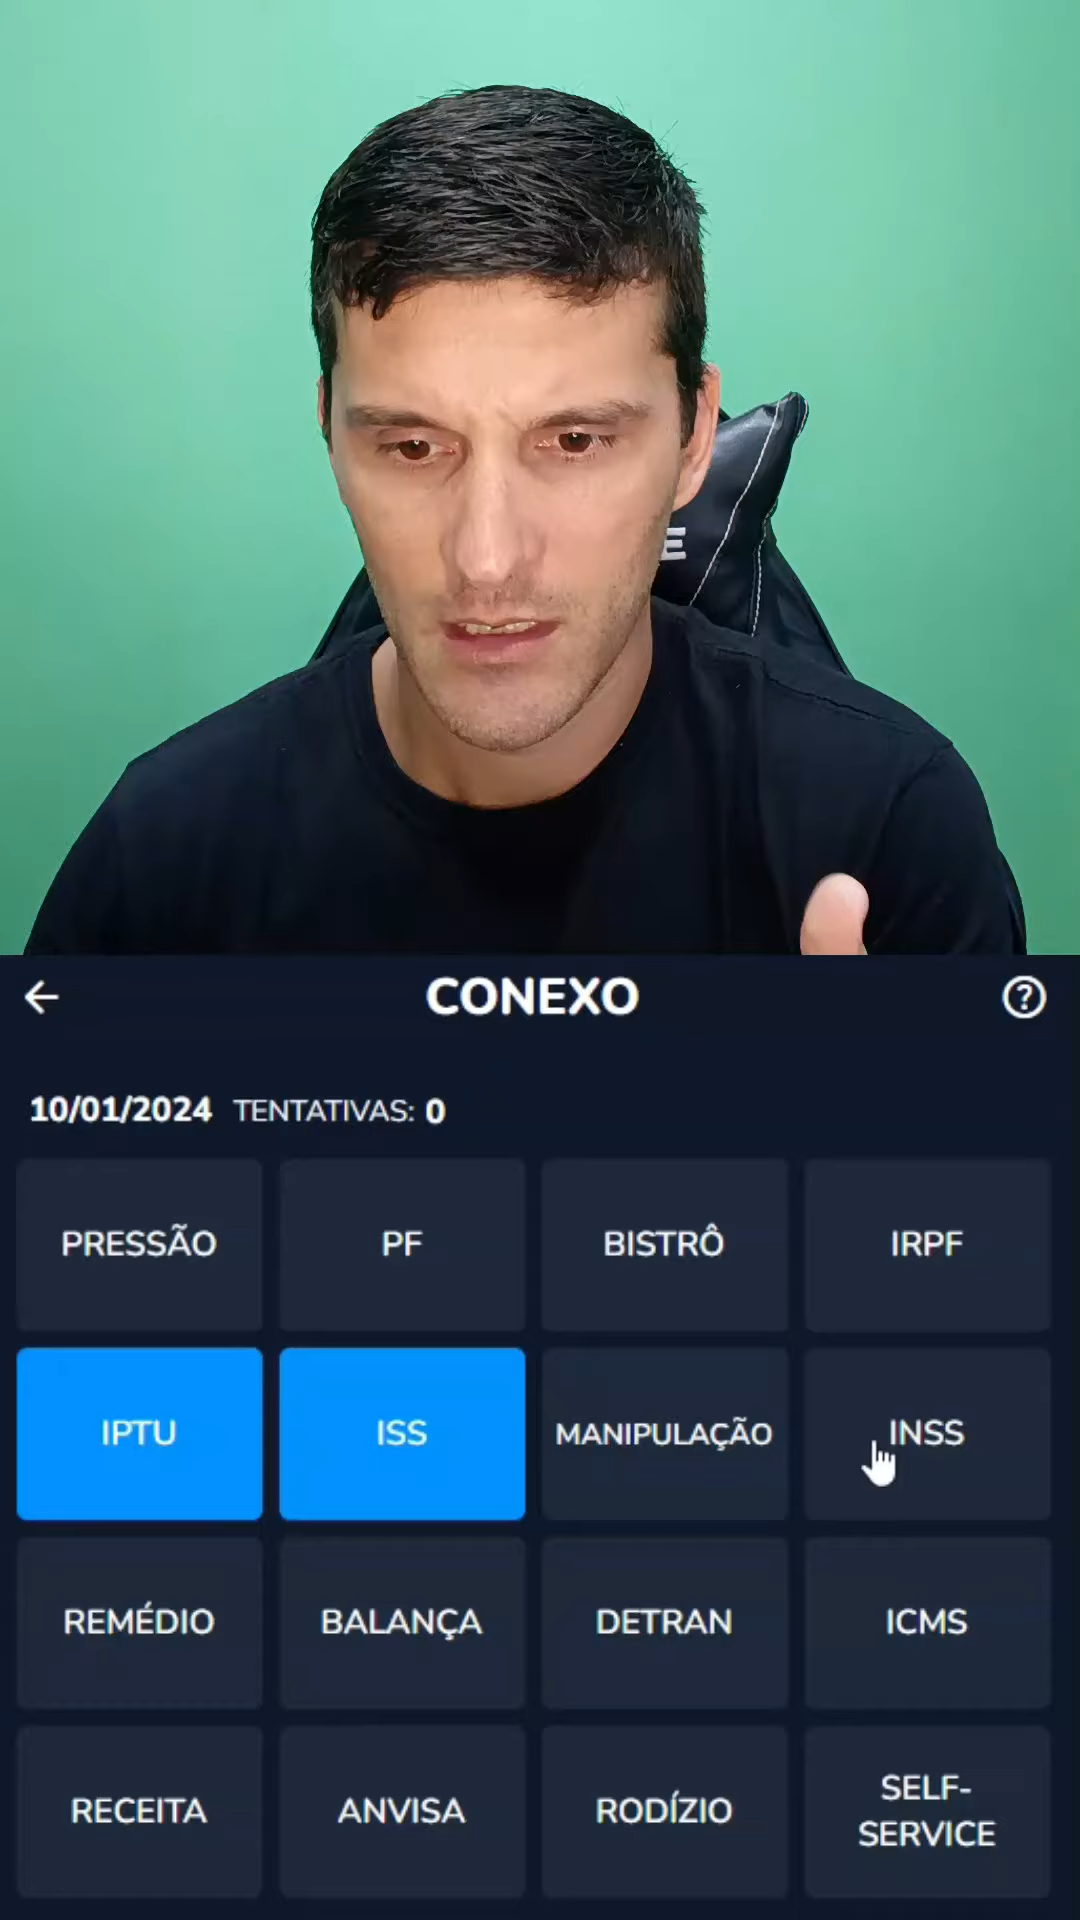 E
CONEXO
10/01/2024 TENTATIVAS: 0
PRESSÃO PF BISTRÔ IRPF
IPTU ISS MANIPULAÇÃO INSS
REMÉDIO BALANÇA DETRAN ICMS
RECEITA ANVISA RODÍZIO SELF-
SERVICE